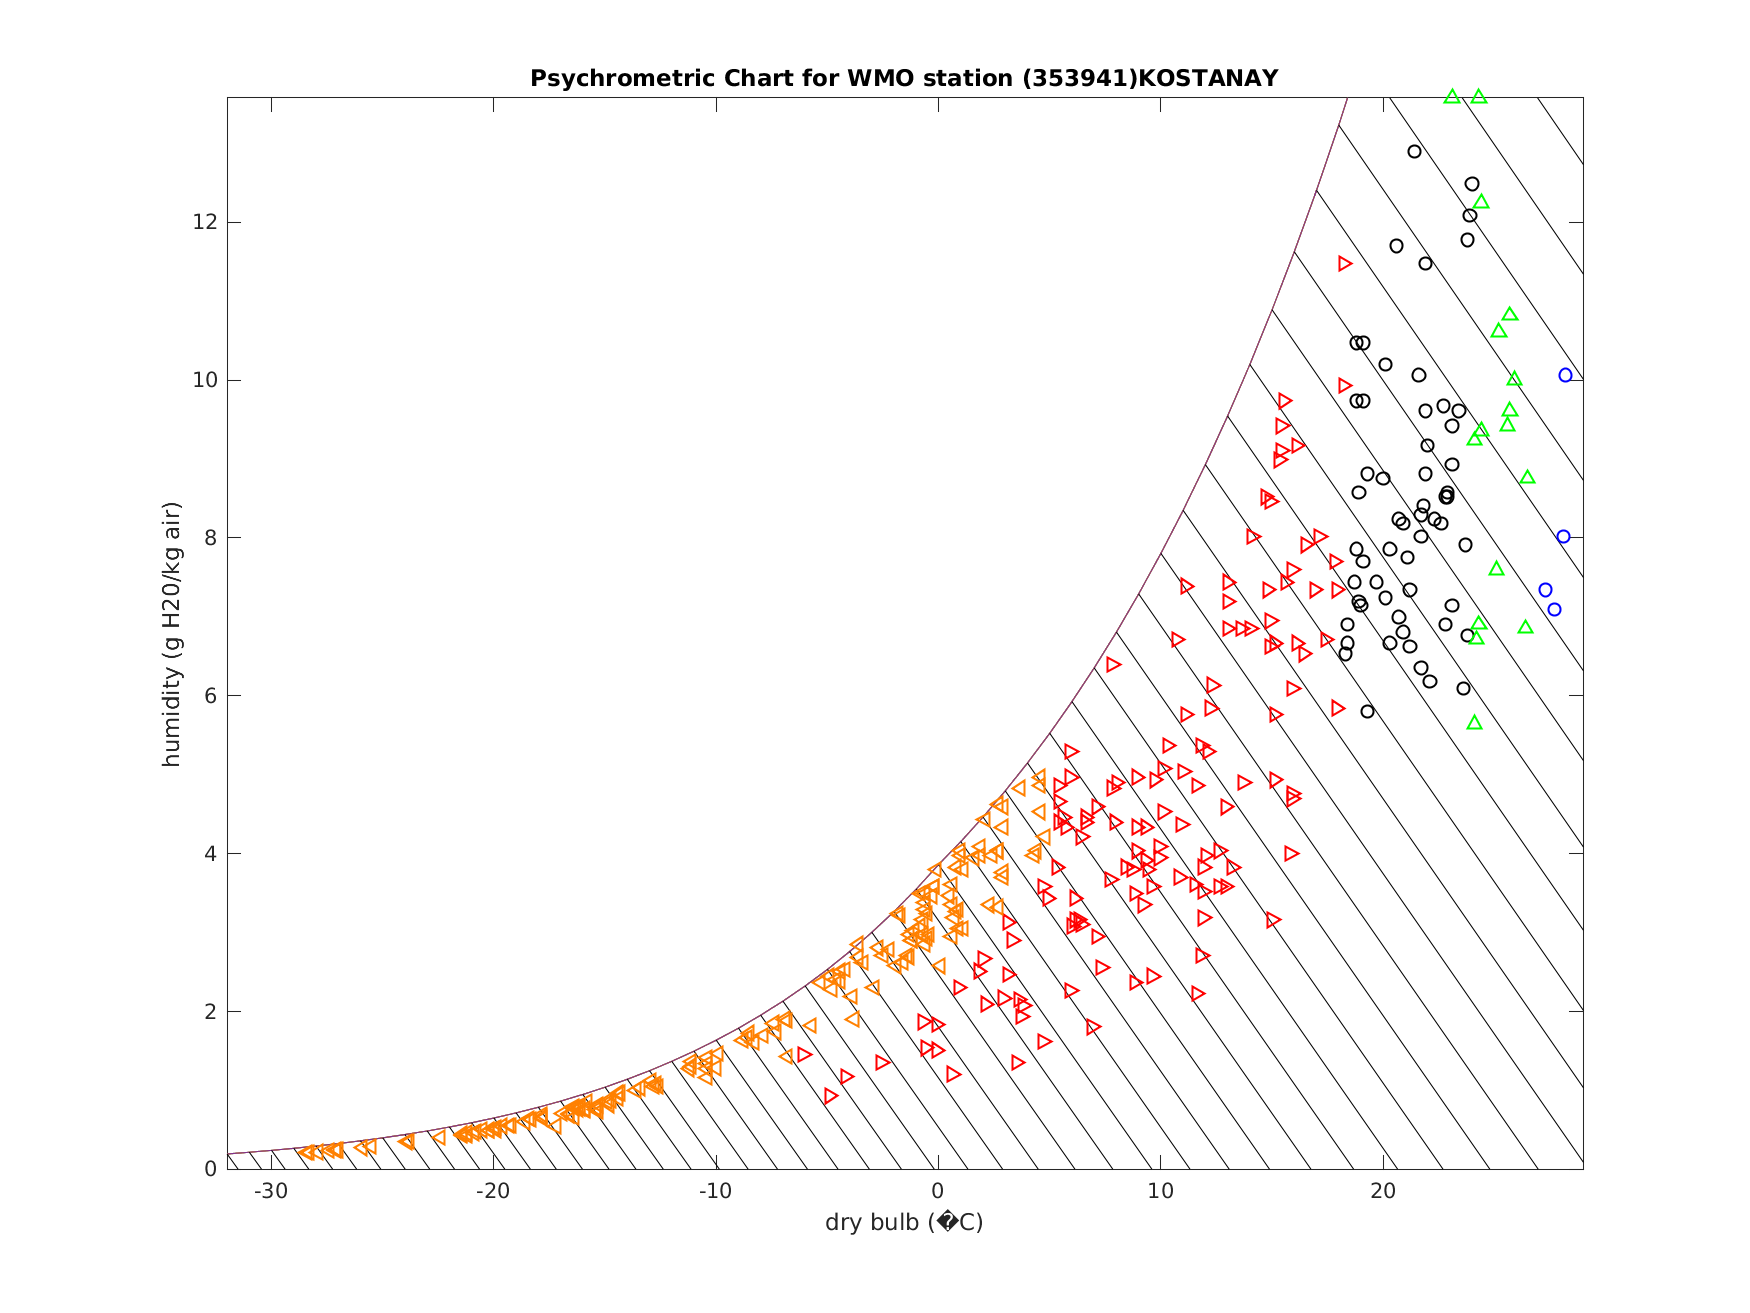 Psychrometric Chart for WMO station (353941)KOSTANAY
humidity (g H20/kg air)
12
10
8
6
4
2
0
-30 -20 -10 0 10 20
dry bulb (�C)